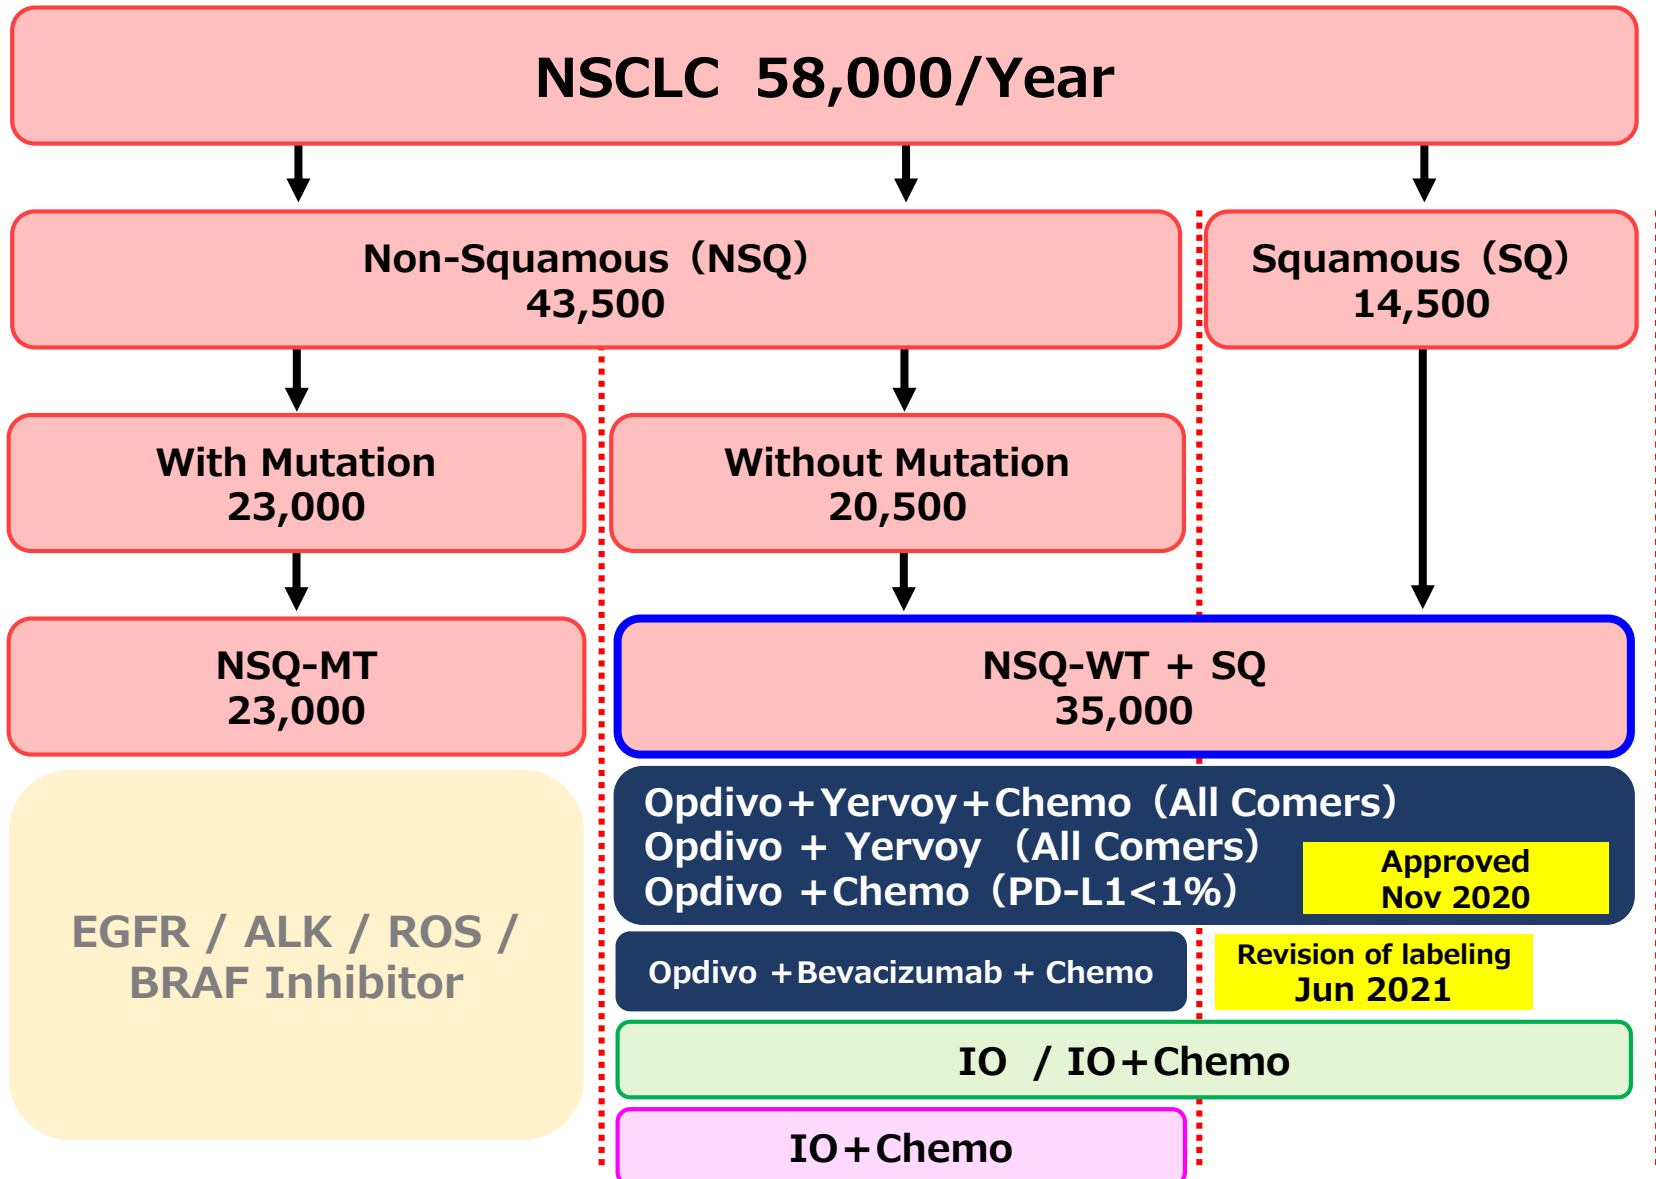 NSCLC  58,000/Year
Non-Squamous（NSQ）
43,500
Squamous（SQ）
14,500
With Mutation
23,000
Without Mutation
20,500
NSQ-MT
23,000
NSQ-WT + SQ
35,000
EGFR / ALK / ROS /
BRAF Inhibitor
Opdivo+Yervoy+Chemo（All Comers）
Opdivo + Yervoy （All Comers）
Opdivo +Chemo（PD-L1<1%）
Approved
Nov 2020
Opdivo +Bevacizumab + Chemo
Revision of labeling
Jun 2021
IO  / IO+Chemo
IO+Chemo